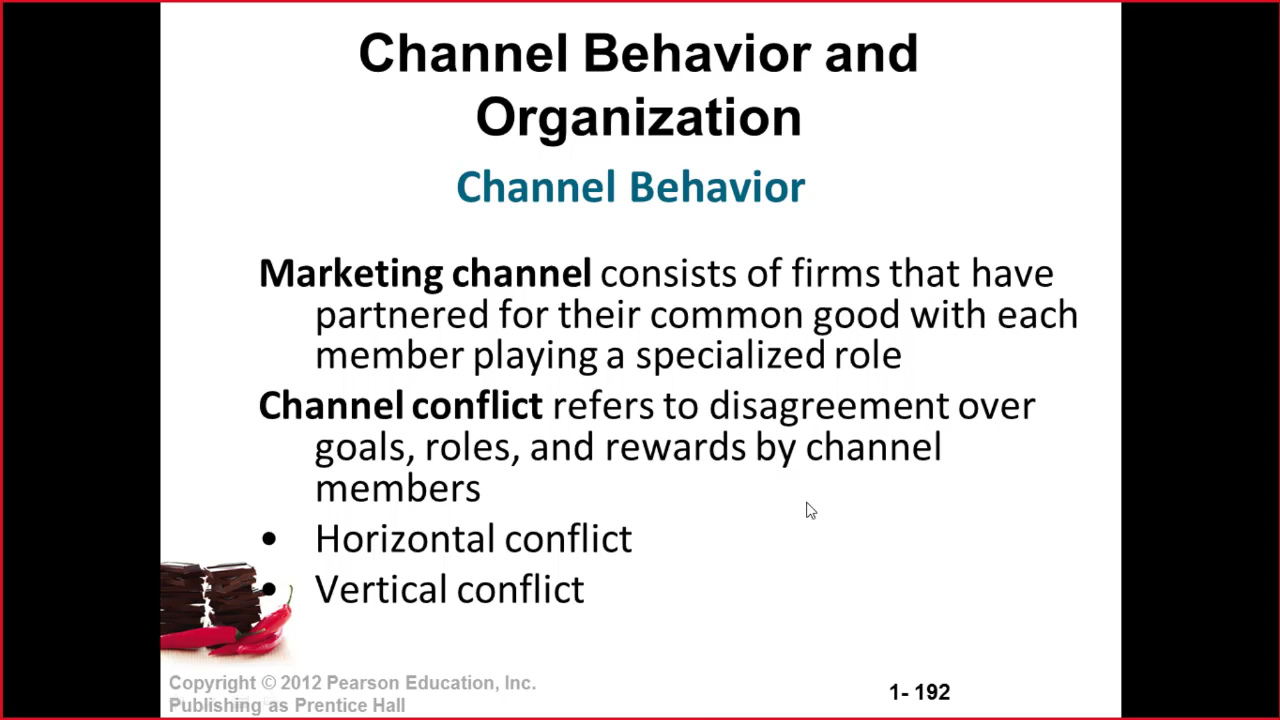 Channel Behavior and
Organization
Channel Behavior
Marketing channel consists of firms that have
partnered for their common good with each
member playing a specialized role
Channel conflict refers to disagreement over
goals, roles, and rewards by channel
members
• Horizontal conflict
• Vertical conflict
Copyright © 2012 Pearson Education, Inc.
Publishing as Prentice Hall
1- 192